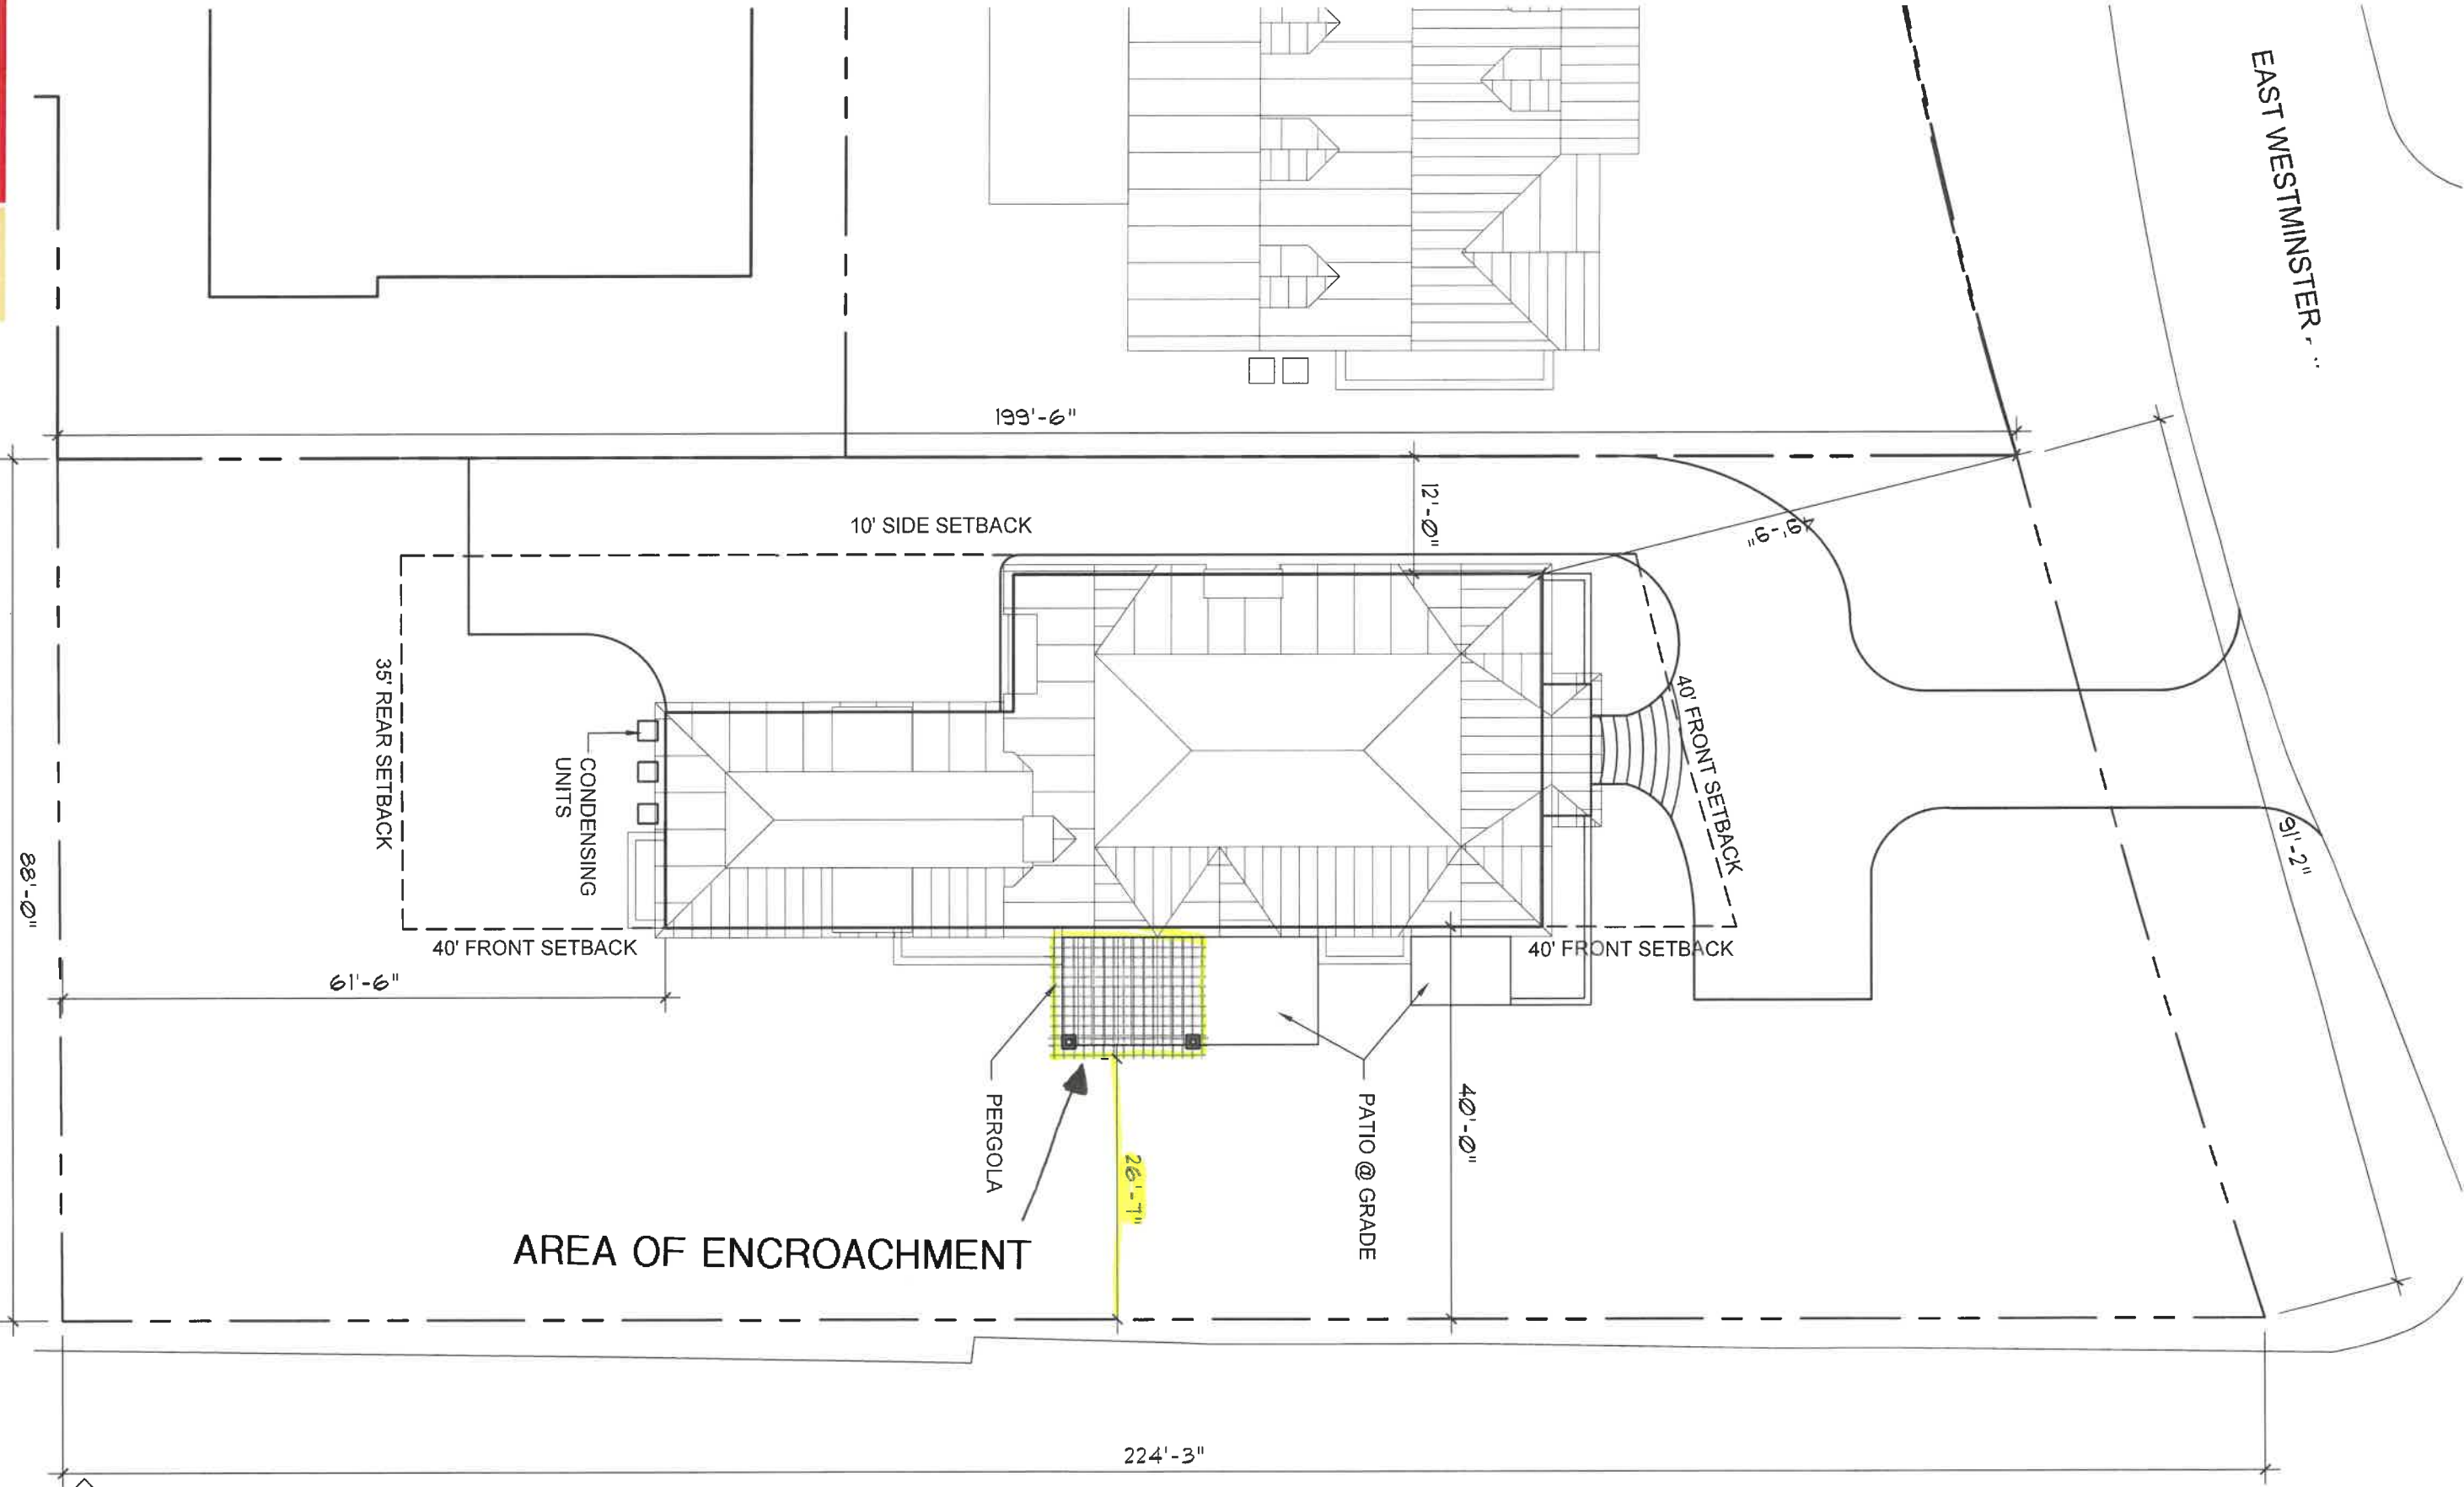 EAST WESTMINSTER
199'-6"
12'-0"
10' SIDE SETBACK
35' REAR SETBACK
CONDENSING
UNITS
40' FRONT SETBACK
91'-2"
88'-0"
40' FRONT SETBACK
40' FRONT SETBACK
61'-6"
PERGOLA
26'-7"
PATIO @ GRADE
40'-0"
AREA OF ENCROACHMENT
224'-3"